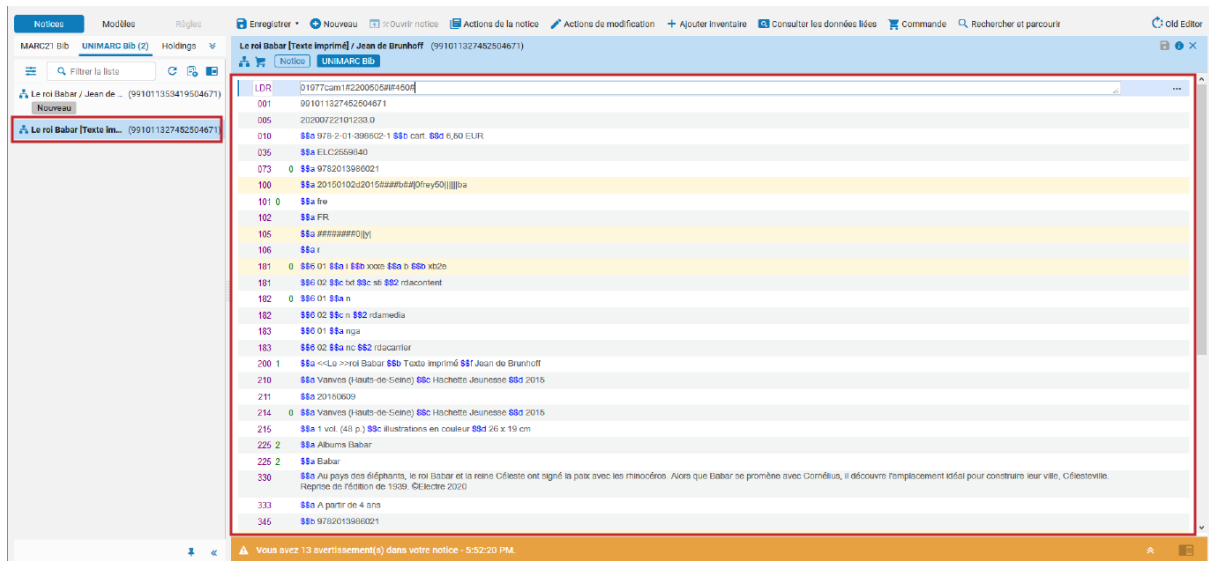 Notices Modèles Règles Enregistrer Nouveau Ouvrir notice Actions de la notice Actions de modification Ajouter inventaire Consulter les données liées Commande Rechercher et parcourir Old Editor
MARC21 Bib UNIMARC Bib (2) Holdings
Le roi Babar [Texte imprimé] / Jean de Brunhoff (991011327452504671)
Notice UNIMARC Bib
Filtrer la liste
Le roi Babar / Jean de ... (991011353419504671)
Nouveau
Le roi Babar [Texte im... (991011327452504671)
LDR 01977cam1#2200505#i#450#
001 991011327452504671
005 20200722101233.0
010 $$a 978-2-01-398602-1 $$b cart. $$d 6,60 EUR
035 $$a ELC2559840
073 0 $$a 9782013986021
100 $$a 20150102d2015####b##|0frey50||||||ba
101 0 $$a fre
102 $$a FR
105 $$a ########0||y|
106 $$a r
181 0 $$6 01 $$a i $$b xxxe $$a b $$b xb2e
181 $$6 02 $$c txt $$c sti $$2 rdacontent
182 0 $$6 01 $$a n
182 $$6 02 $$c n $$2 rdamedia
183 $$6 01 $$a nga
183 $$6 02 $$a nc $$2 rdacarrier
200 1 $$a <<Le >>roi Babar $$b Texte imprimé $$f Jean de Brunhoff
210 $$a Vanves (Hauts-de-Seine) $$c Hachette Jeunesse $$d 2015
211 $$a 20150609
214 0 $$a Vanves (Hauts-de-Seine) $$c Hachette Jeunesse $$d 2015
215 $$a 1 vol. (48 p.) $$c illustrations en couleur $$d 26 x 19 cm
225 2 $$a Albums Babar
225 2 $$a Babar
330 $$a Au pays des éléphants, le roi Babar et la reine Céleste ont signé la paix avec les rhinocéros. Alors que Babar se promène avec Cornélius, il découvre l'emplacement idéal pour construire leur ville, Célesteville.
Reprise de l'édition de 1939. ©Electre 2020
333 $$a A partir de 4 ans
345 $$b 9782013986021
Vous avez 13 avertissement(s) dans votre notice - 5:52:20 PM.